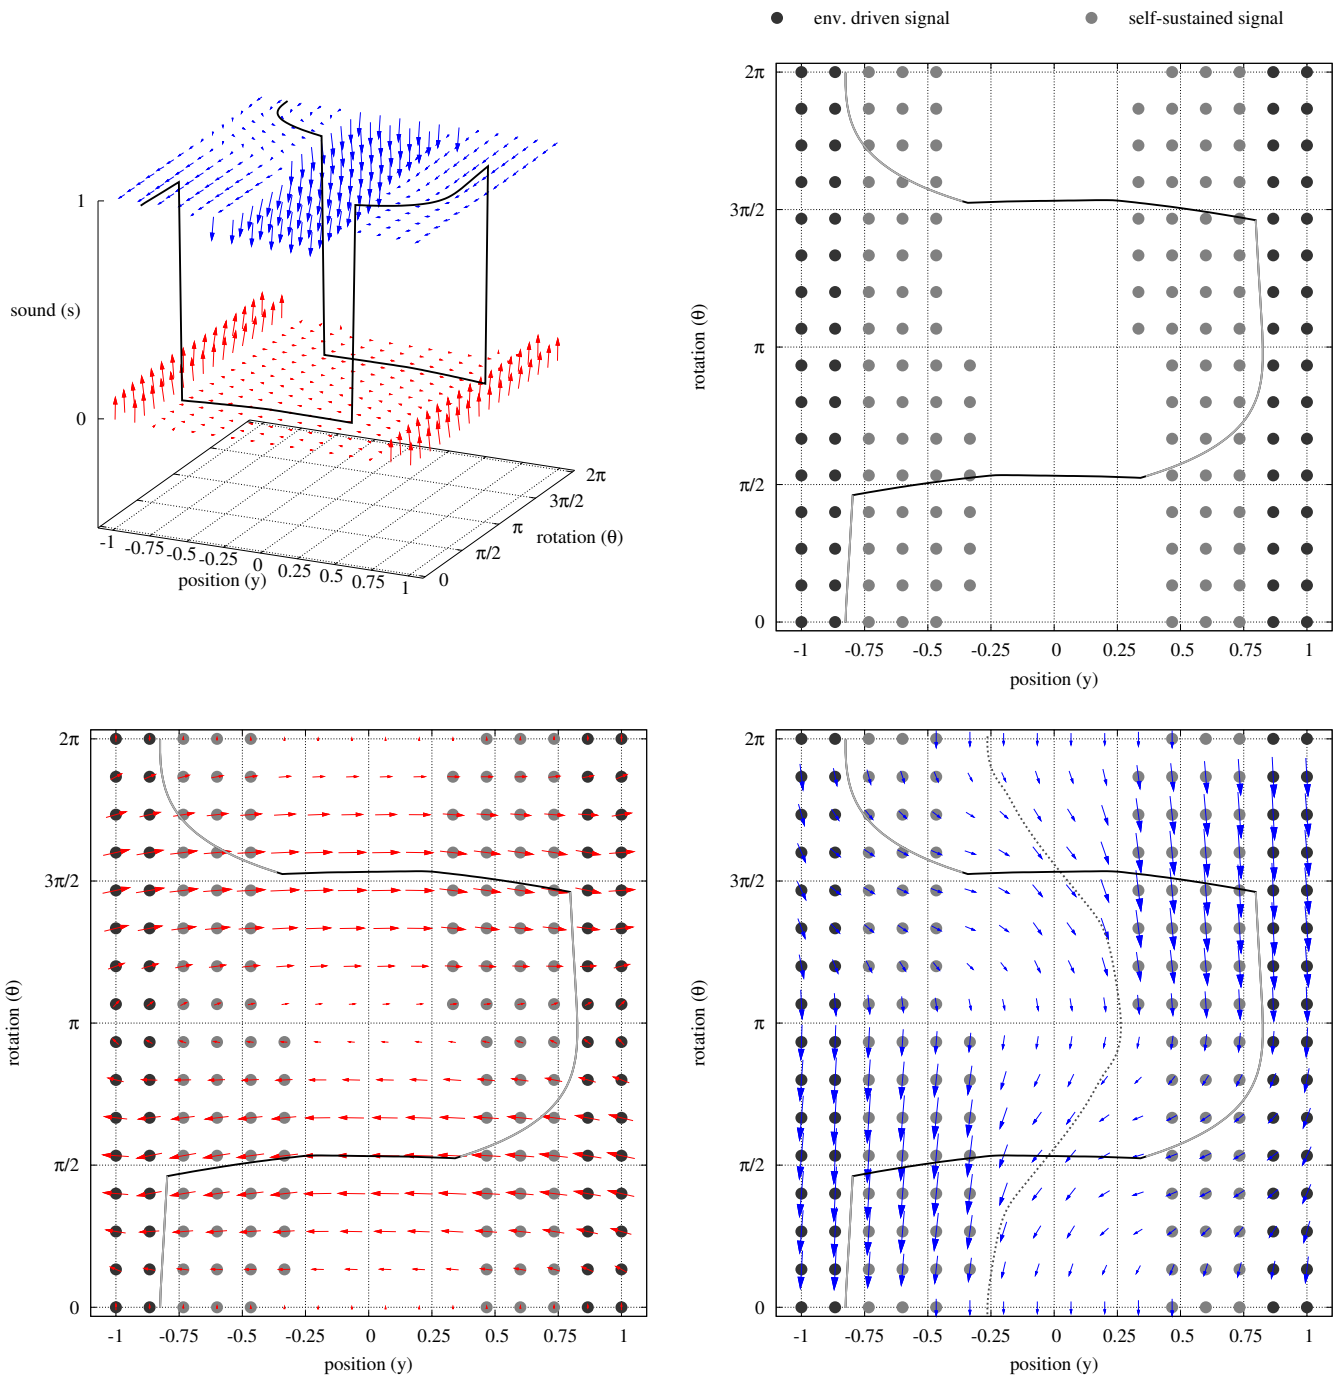 env. driven signal
self-sustained signal
1
sound (s)
0
2π
3π/2
π
rotation (θ)
π/2
0
-1
-0.75
-0.5
-0.25
0
0.25
0.5
0.75
1
position (y)
2π
3π/2
rotation (θ)
π
π/2
0
-1 -0.75 -0.5 -0.25 0 0.25 0.5 0.75 1
position (y)
2π
3π/2
rotation (θ)
π
π/2
0
-1 -0.75 -0.5 -0.25 0 0.25 0.5 0.75 1
position (y)
2π
3π/2
rotation (θ)
π
π/2
0
-1 -0.75 -0.5 -0.25 0 0.25 0.5 0.75 1
position (y)